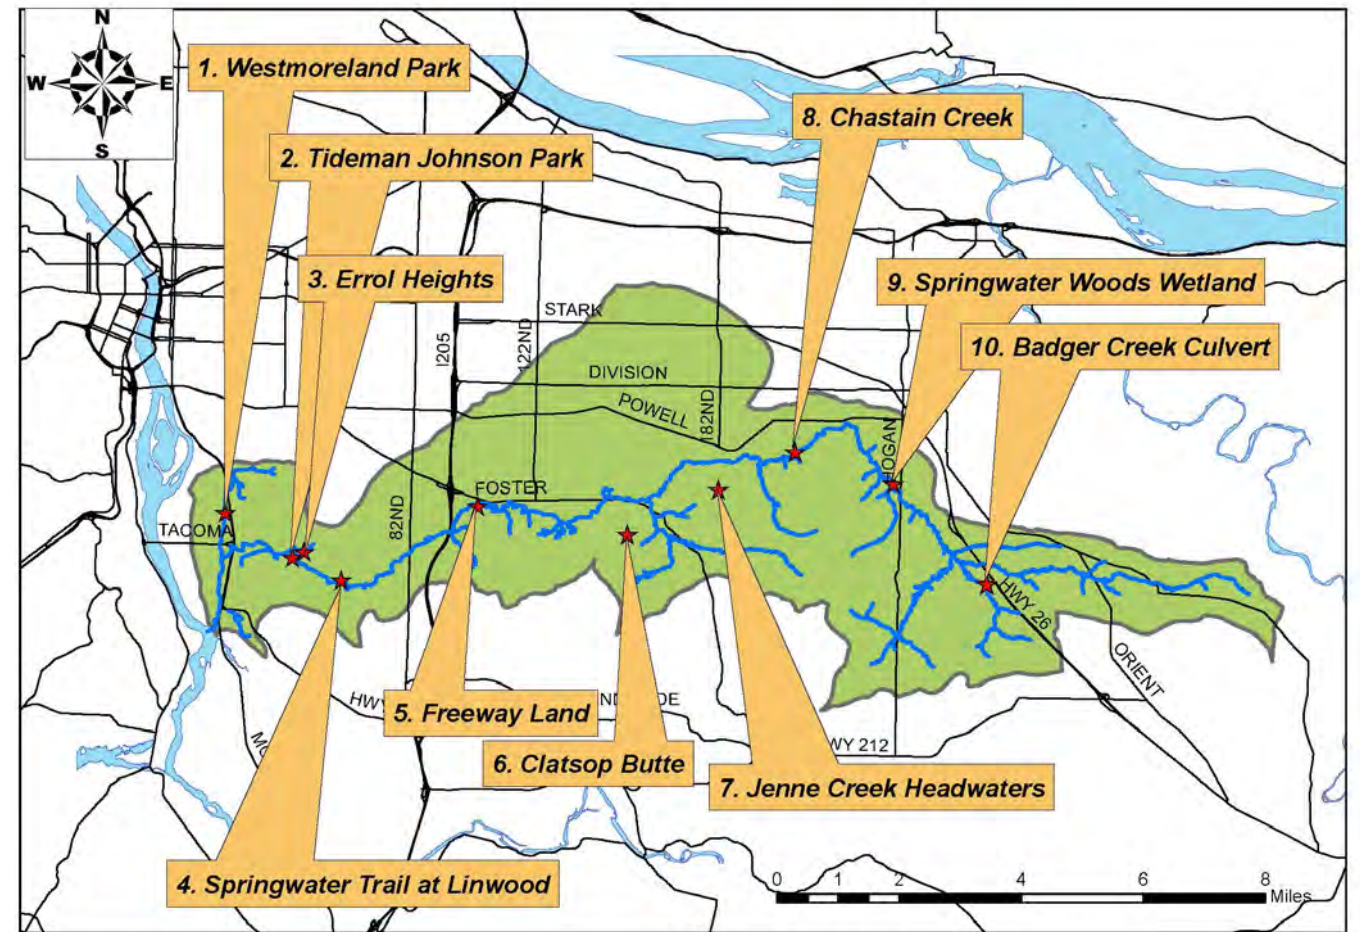 N
W E
S
1. Westmoreland Park
2. Tideman Johnson Park
3. Errol Heights
8. Chastain Creek
9. Springwater Woods Wetland
10. Badger Creek Culvert
STARK
I205
122ND
DIVISION
POWELL
182ND
HOGAN
FOSTER
82ND
TACOMA
HWY 26
ORIENT
5. Freeway Land
6. Clatsop Butte
7. Jenne Creek Headwaters
WY 212
4. Springwater Trail at Linwood
0 1 2 4 6 8
Miles